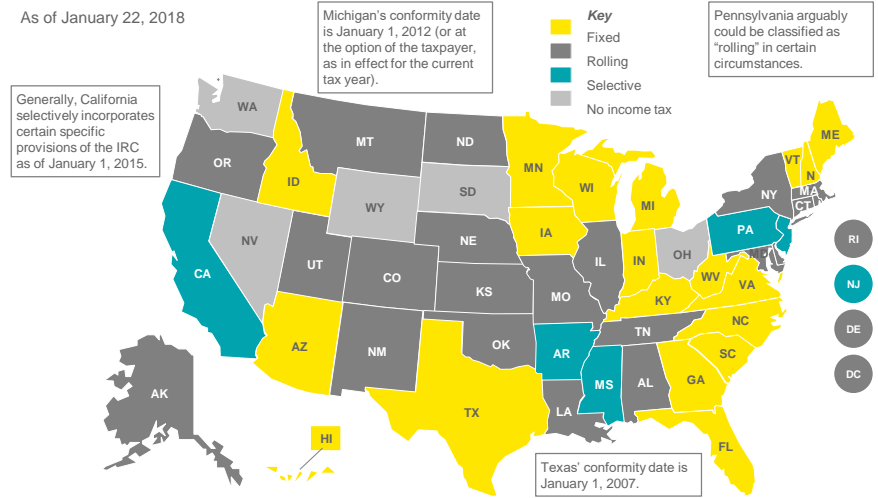 As of January 22, 2018
Michigan’s conformity date
is January 1, 2012 (or at
the option of the taxpayer,
as in effect for the current
tax year).
Key
Fixed
Rolling
Selective
No income tax
Pennsylvania arguably
could be classified as
“rolling” in certain
circumstances.
Generally, California
selectively incorporates
certain specific
provisions of the IRC
as of January 1, 2015.
WA
OR
ID
MT
ND
SD
WY
NV
CA
UT
CO
NE
KS
AZ
NM
OK
TX
MN
WI
IA
MI
IL
IN
OH
MO
KY
WV
VA
TN
NC
SC
AR
MS
AL
GA
LA
FL
PA
NY
VT
N
ME
MA
CT
MD
AK
HI
RI
NJ
DE
DC
Texas’ conformity date is
January 1, 2007.